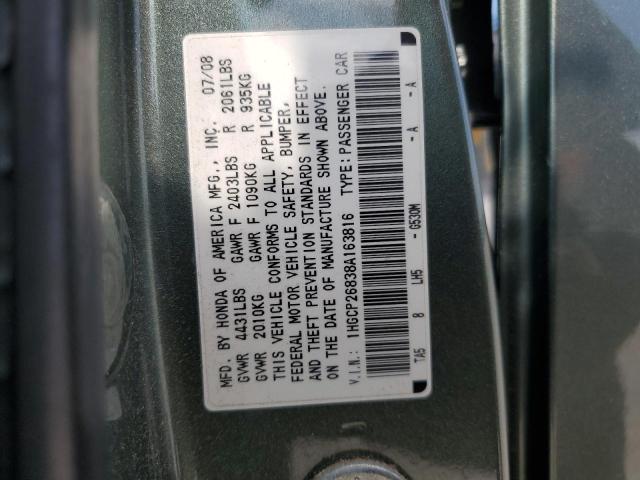 MFD. BY HONDA OF AMERICA MFG., INC. 07/08
GVWR 4431LBS GAWR F 2403LBS R 2061LBS
GVWR 2010KG GAWR F 1090KG R 935KG
THIS VEHICLE CONFORMS TO ALL APPLICABLE
FEDERAL MOTOR VEHICLE SAFETY, BUMPER,
AND THEFT PREVENTION STANDARDS IN EFFECT
ON THE DATE OF MANUFACTURE SHOWN ABOVE.
V.I.N.: 1HGCP26838A163816 TYPE: PASSENGER CAR
TA5 8 LH5 - G530M - A - A